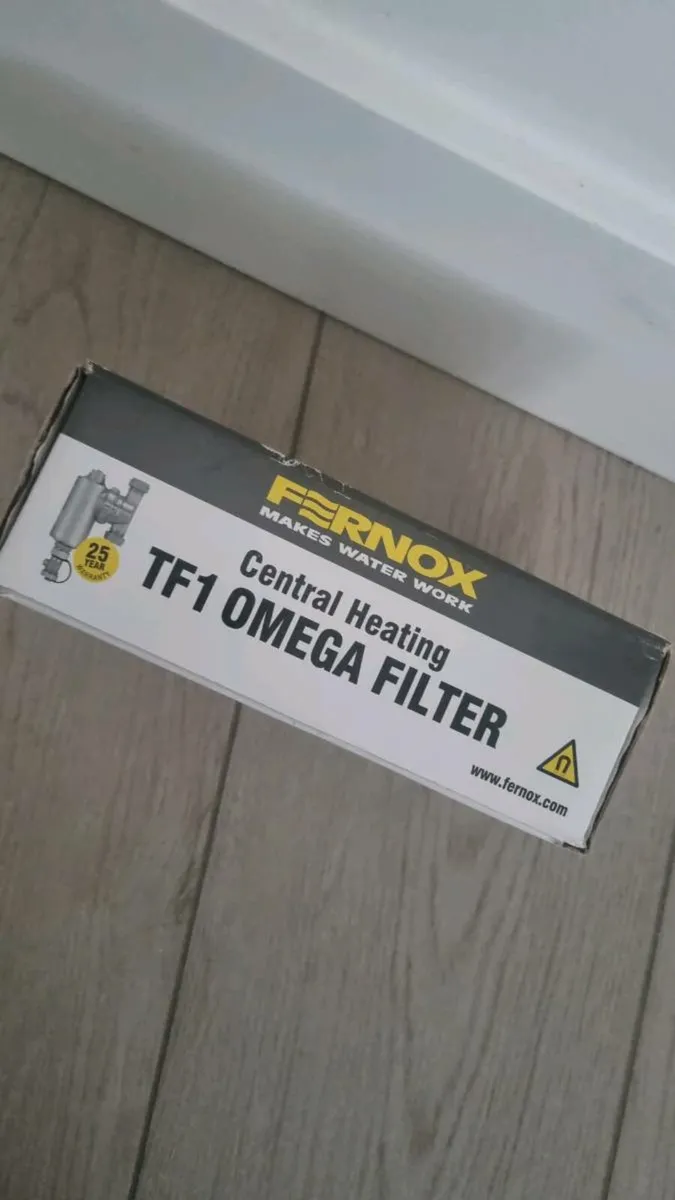 FERNOX
MAKES WATER WORK
Central Heating
TF1 OMEGA FILTER
25
YEAR
WARRANTY
www.fernox.com